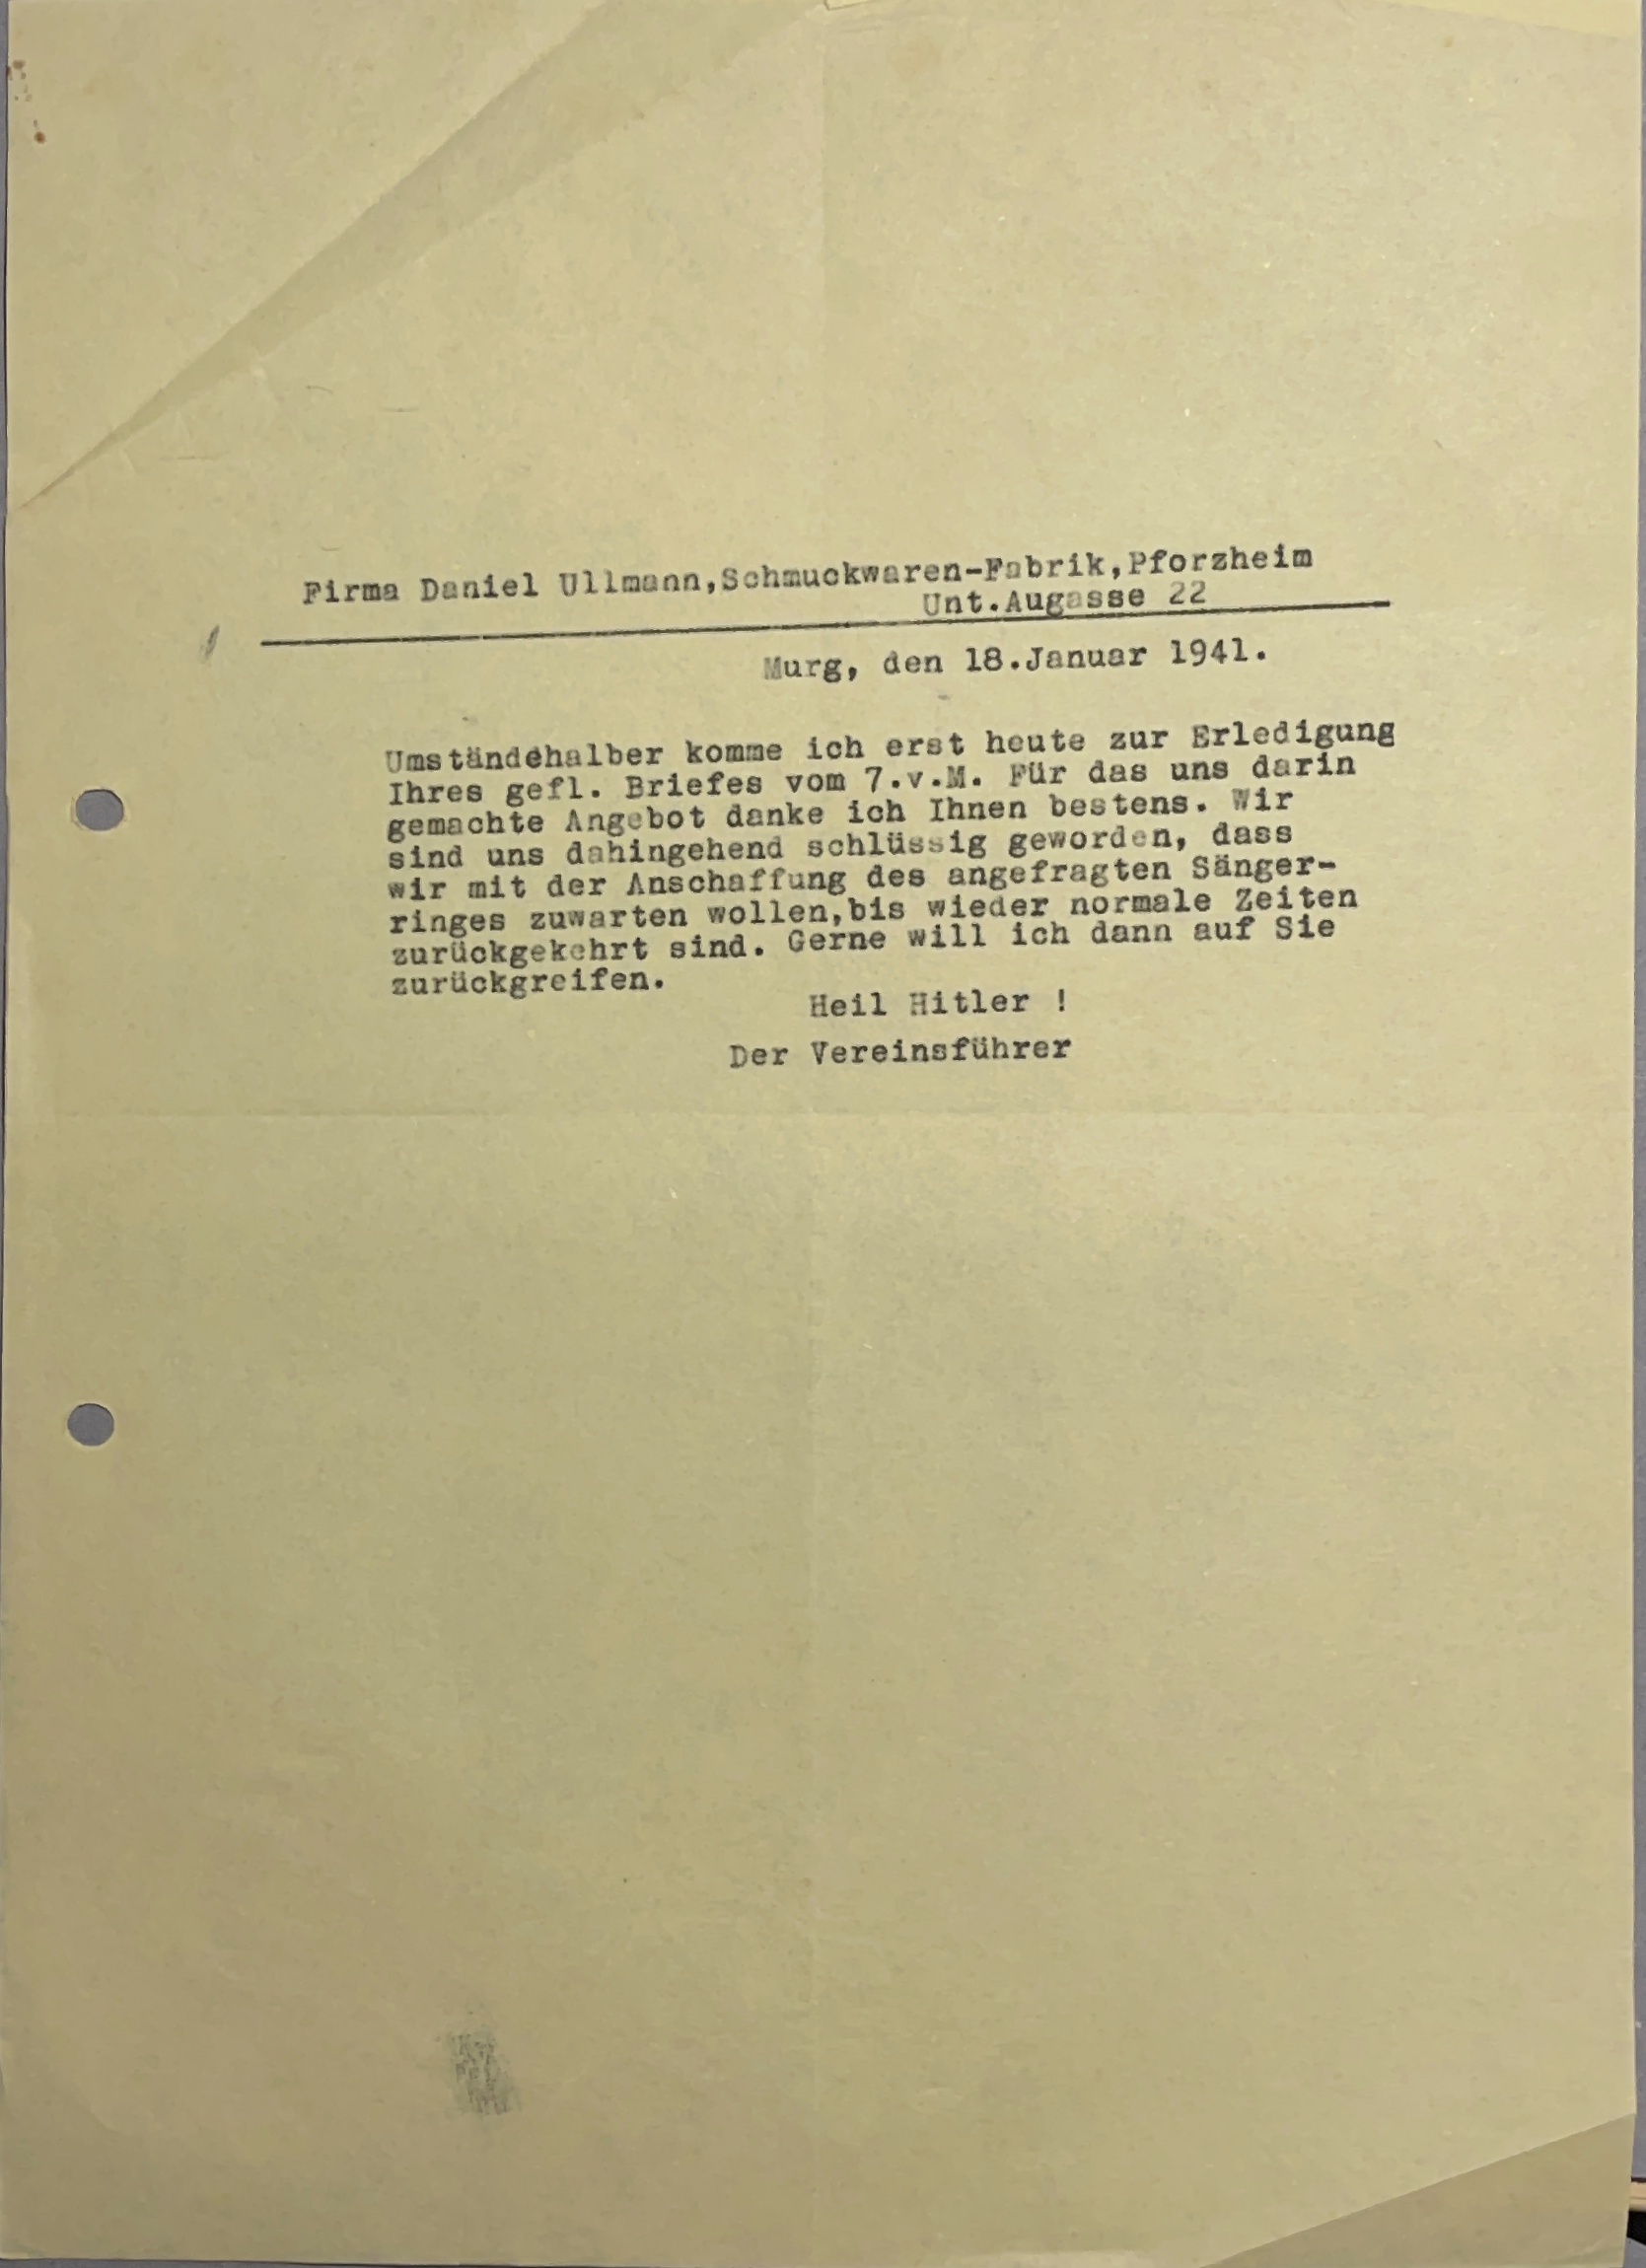 Firma Daniel Ullmann,Schmuckwaren-Fabrik,Pforzheim
Unt.Augasse 22
Murg, den 18.Januar 1941.
Umständehalber komme ich erst heute zur Erledigung
Ihres gefl. Briefes vom 7.v.M. Für das uns darin
gemachte Angebot danke ich Ihnen bestens. Wir
sind uns dahingehend schlüssig geworden, dass
wir mit der Anschaffung des angefragten Sänger-
ringes zuwarten wollen,bis wieder normale Zeiten
zurückgekehrt sind. Gerne will ich dann auf Sie
zurückgreifen.
Heil Hitler !
Der Vereinsführer